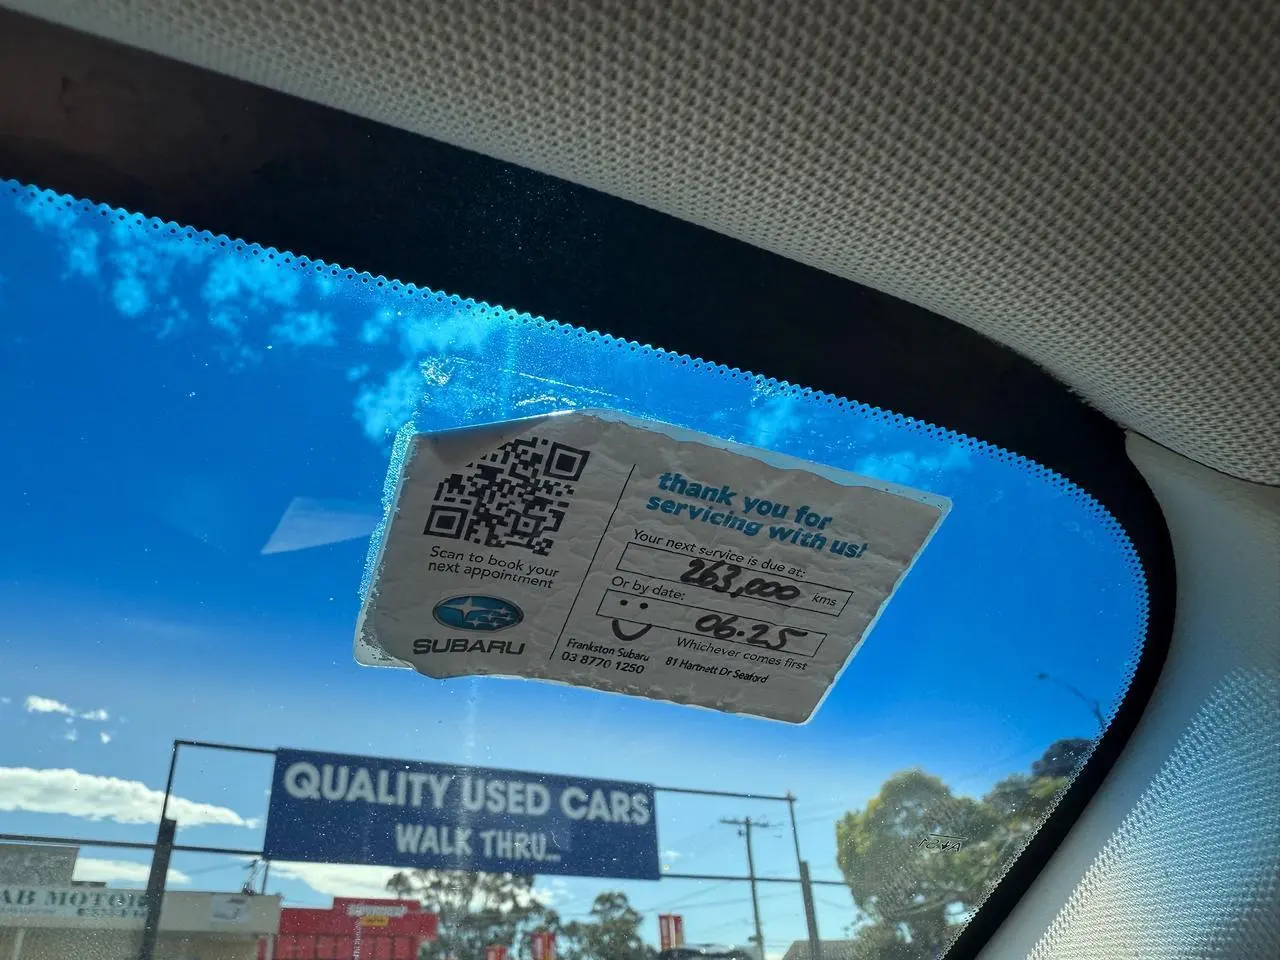 thank you for
servicing with us!
Your next service is due at:
263,000 kms
Or by date:
06.25
Whichever comes first
Scan to book your
next appointment
SUBARU
Frankston Subaru
03 8770 1250
81 Hartnett Dr Seaford
QUALITY USED CARS
WALK THRU..
AB MOTOR